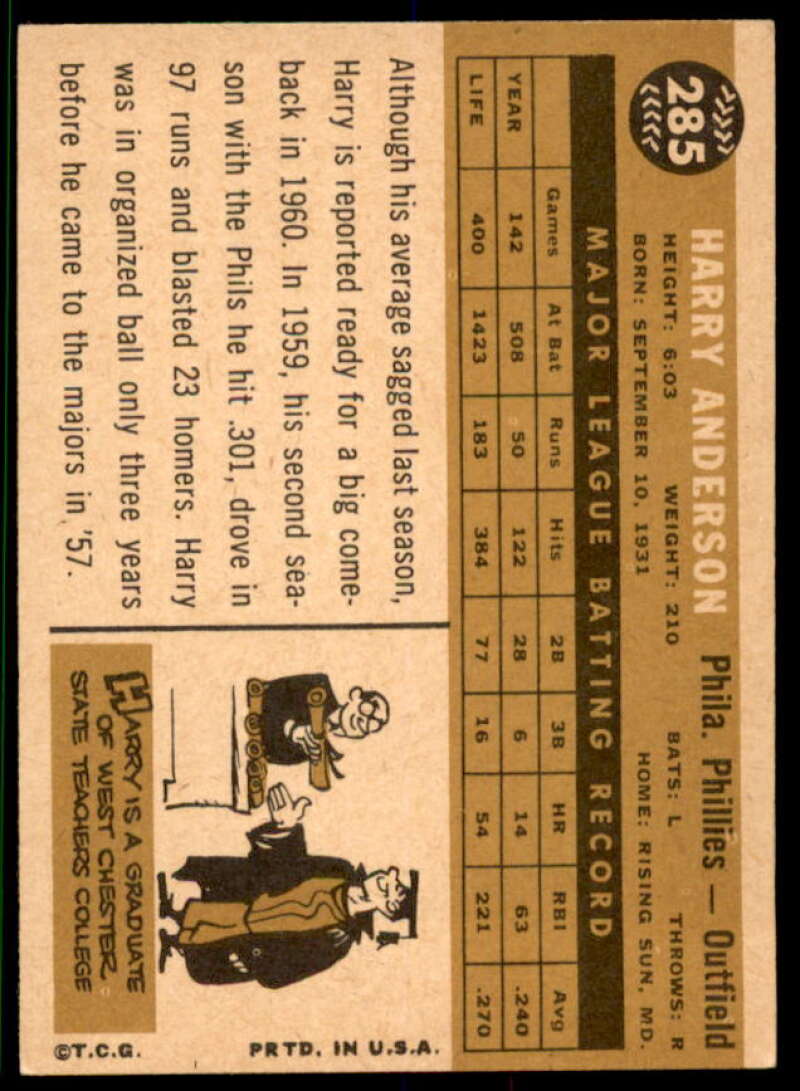 285
HARRY ANDERSON Phila. Phillies — Outfield
HEIGHT: 6:03 WEIGHT: 210 BATS: L THROWS: R
BORN: SEPTEMBER 10, 1931 HOME: RISING SUN, MD.
MAJOR LEAGUE BATTING RECORD
Games At Bat Runs Hits 2B 3B HR RBI Avg
YEAR 142 508 50 122 28 6 14 63 .240
LIFE 400 1423 183 384 77 16 54 221 .270
Although his average sagged last season,
Harry is reported ready for a big come-
back in 1960. In 1959, his second sea-
son with the Phils he hit .301, drove in
97 runs and blasted 23 homers. Harry
was in organized ball only three years
before he came to the majors in '57.
HARRY IS A GRADUATE
OF WEST CHESTER
STATE TEACHERS COLLEGE
©T.C.G. PRTD. IN U.S.A.